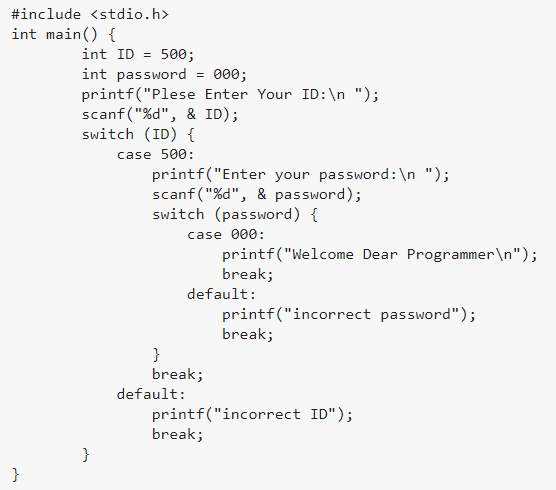 #include <stdio.h>
int main() {
        int ID = 500;
        int password = 000;
        printf("Plese Enter Your ID:\n ");
        scanf("%d", & ID);
        switch (ID) {
            case 500:
                printf("Enter your password:\n ");
                scanf("%d", & password);
                switch (password) {
                    case 000:
                        printf("Welcome Dear Programmer\n");
                        break;
                    default:
                        printf("incorrect password");
                        break;
                }
                break;
            default:
                printf("incorrect ID");
                break;
        }
}